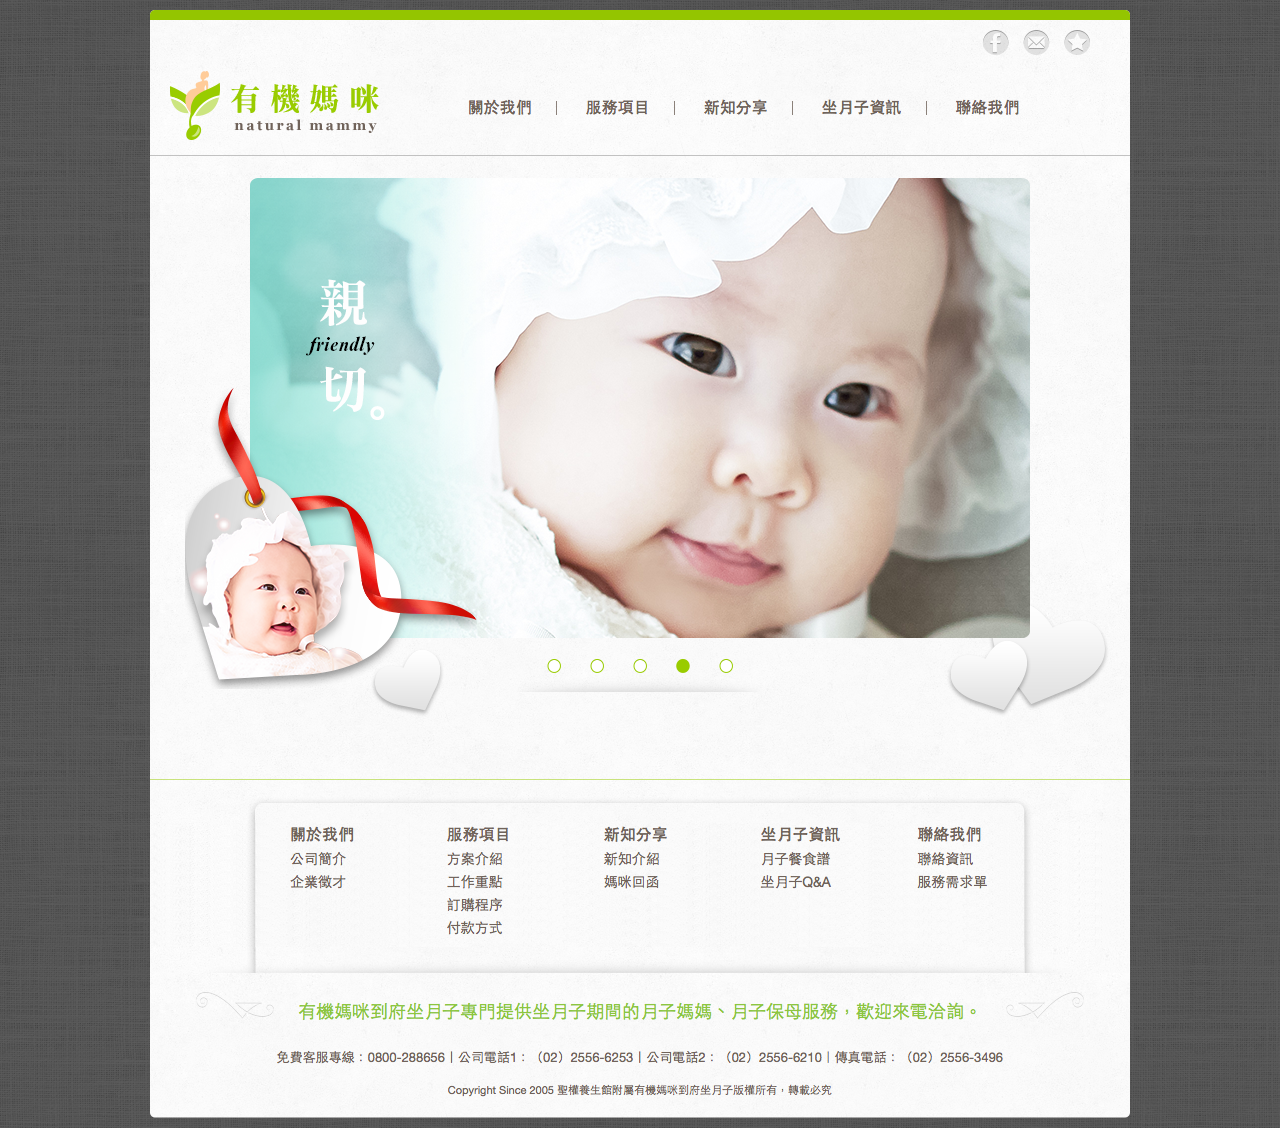 有機媽咪
natural mammy
關於我們 | 服務項目 | 新知分享 | 坐月子資訊 | 聯絡我們
親
friendly
切。
關於我們
公司簡介
企業徵才
服務項目
方案介紹
工作重點
訂購程序
付款方式
新知分享
新知介紹
媽咪回函
坐月子資訊
月子餐食譜
坐月子Q&A
聯絡我們
聯絡資訊
服務需求單
有機媽咪到府坐月子專門提供坐月子期間的月子媽媽、月子保母服務，歡迎來電洽詢。
免費客服專線：0800-288656 | 公司電話1：（02）2556-6253 | 公司電話2：（02）2556-6210 | 傳真電話：（02）2556-3496
Copyright Since 2005 聖權養生館附屬有機媽咪到府坐月子版權所有，轉載必究